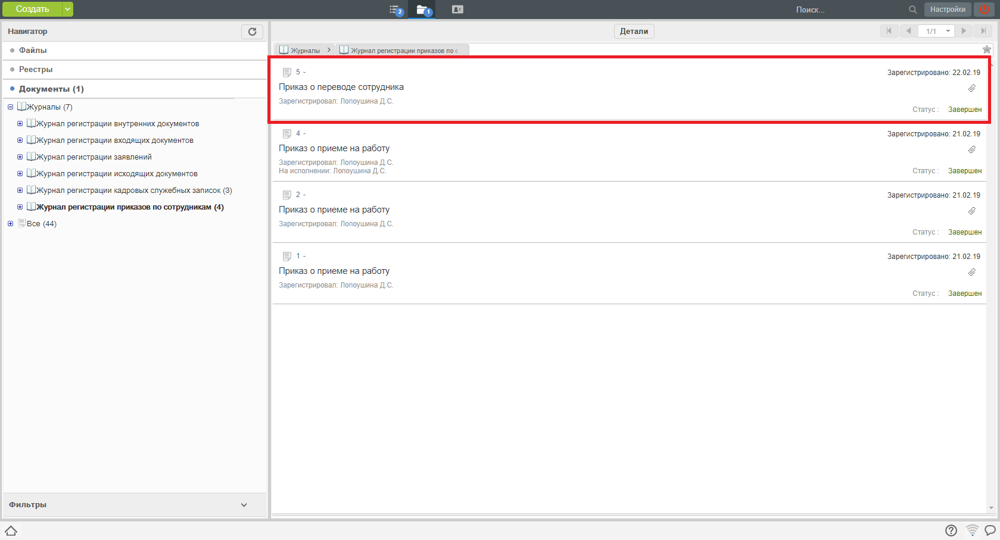 Создать
2
1
Поиск...
Настройки
Навигатор
Файлы
Реестры
Документы (1)
Журналы (7)
Журнал регистрации внутренних документов
Журнал регистрации входящих документов
Журнал регистрации заявлений
Журнал регистрации исходящих документов
Журнал регистрации кадровых служебных записок (3)
Журнал регистрации приказов по сотрудникам (4)
Все (44)
Фильтры
Детали
1/1
Журналы
Журнал регистрации приказов по с
5 -
Зарегистрировано: 22.02.19
Приказ о переводе сотрудника
Зарегистрировал: Лопоушина Д.С.
Статус : Завершен
4 -
Зарегистрировано: 21.02.19
Приказ о приеме на работу
Зарегистрировал: Лопоушина Д.С.
На исполнении: Лопоушина Д.С.
Статус : Завершен
2 -
Зарегистрировано: 21.02.19
Приказ о приеме на работу
Зарегистрировал: Лопоушина Д.С.
Статус : Завершен
1 -
Зарегистрировано: 21.02.19
Приказ о приеме на работу
Зарегистрировал: Лопоушина Д.С.
Статус : Завершен